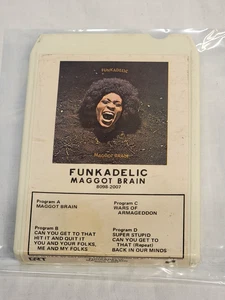 FUNKADELIC
MAGGOT BRAIN
FUNKADELIC
MAGGOT BRAIN
8098-2007
Program A
MAGGOT BRAIN
Program C
WARS OF
ARMAGEDDON
Program B
CAN YOU GET TO THAT
HIT IT AND QUIT IT
YOU AND YOUR FOLKS,
ME AND MY FOLKS
Program D
SUPER STUPID
CAN YOU GET TO
THAT (Repeat)
BACK IN OUR MINDS
GRT